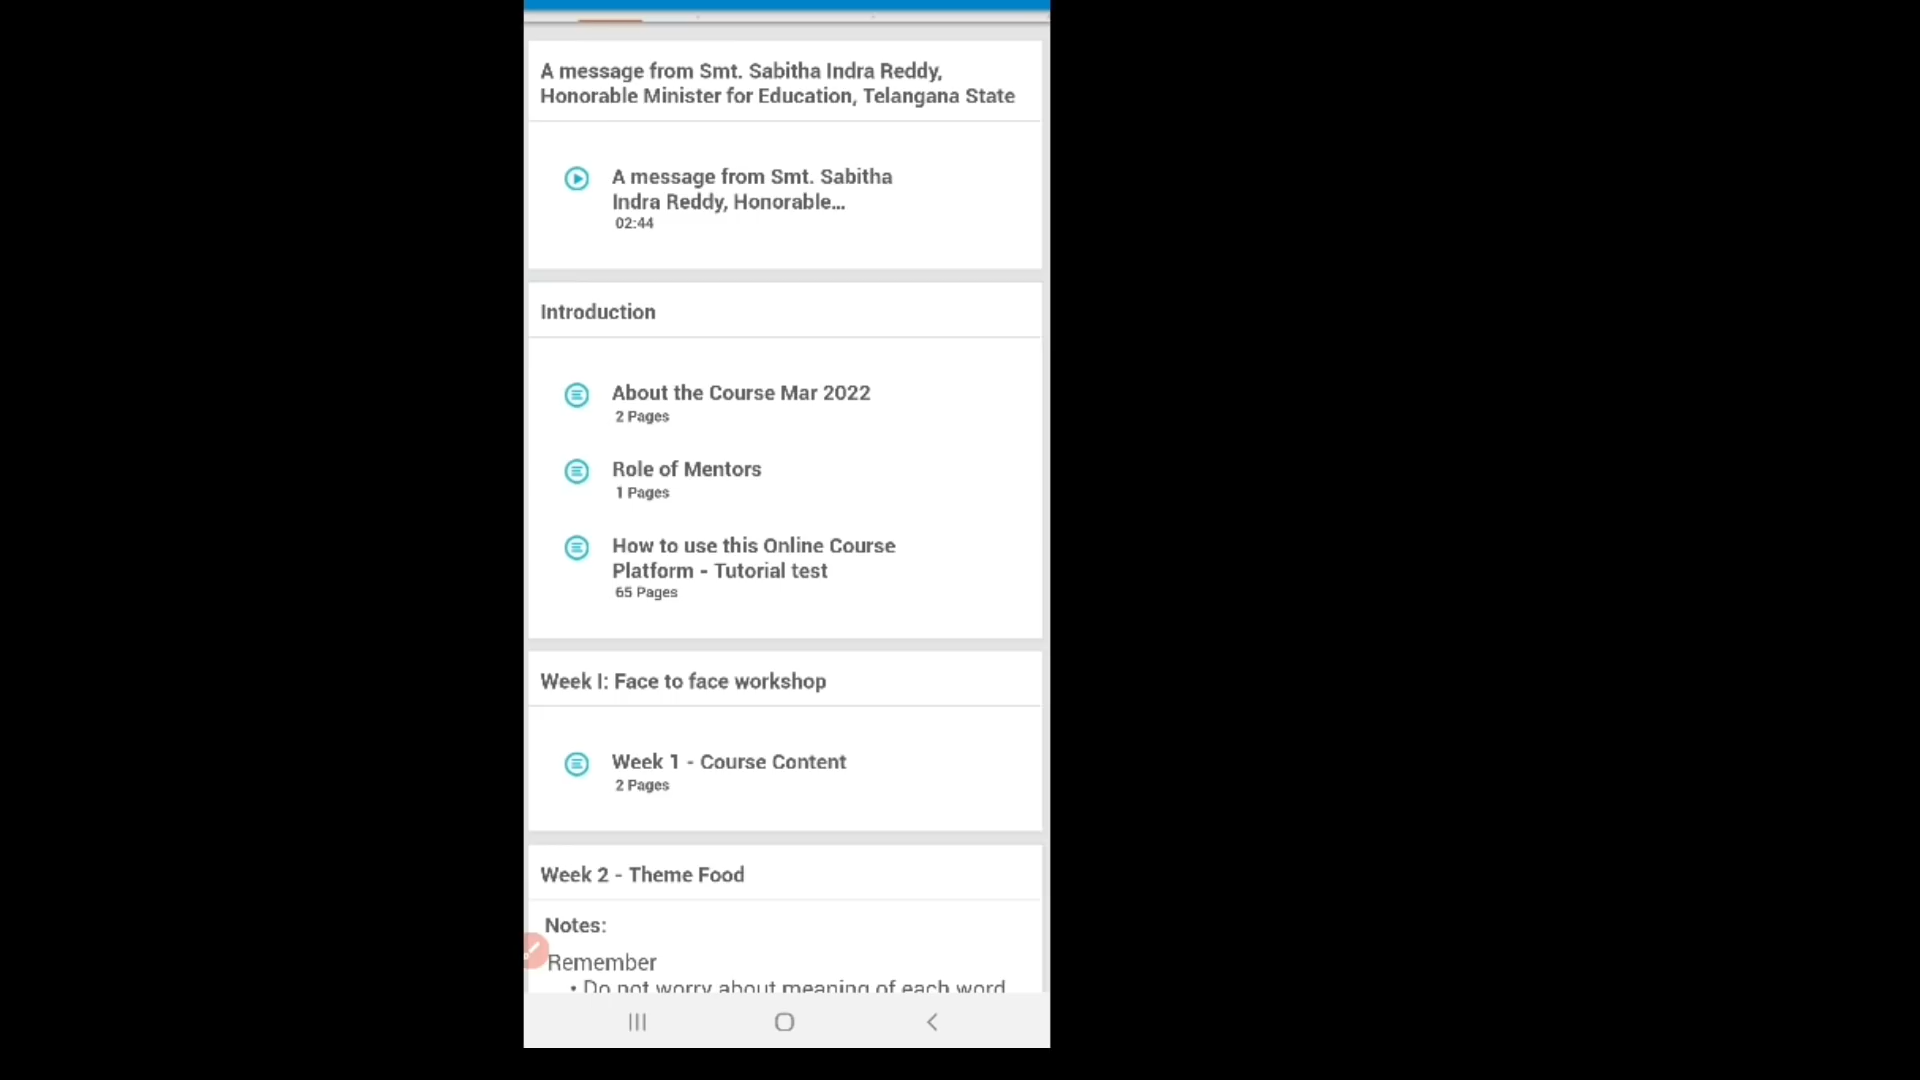 A message from Smt. Sabitha Indra Reddy,
Honorable Minister for Education, Telangana State
A message from Smt. Sabitha
Indra Reddy, Honorable...
02:44
Introduction
About the Course Mar 2022
2 Pages
Role of Mentors
1 Pages
How to use this Online Course
Platform - Tutorial test
65 Pages
Week I: Face to face workshop
Week 1 - Course Content
2 Pages
Week 2 - Theme Food
Notes:
Remember
• Do not worry about meaning of each word